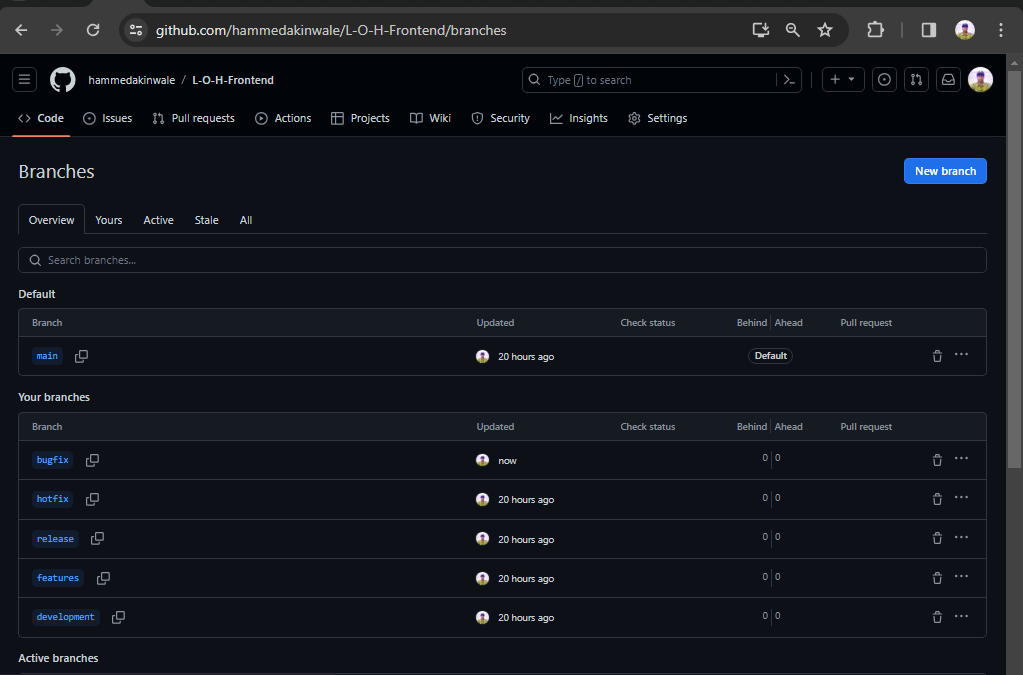 github.com/hammedakinwale/L-O-H-Frontend/branches
hammedakinwale / L-O-H-Frontend
Type / to search
Code Issues Pull requests Actions Projects Wiki Security Insights Settings
Branches
New branch
Overview Yours Active Stale All
Search branches...
Default
Branch Updated Check status Behind Ahead Pull request
main 20 hours ago Default
Your branches
Branch Updated Check status Behind Ahead Pull request
bugfix now 0 0
hotfix 20 hours ago 0 0
release 20 hours ago 0 0
features 20 hours ago 0 0
development 20 hours ago 0 0
Active branches